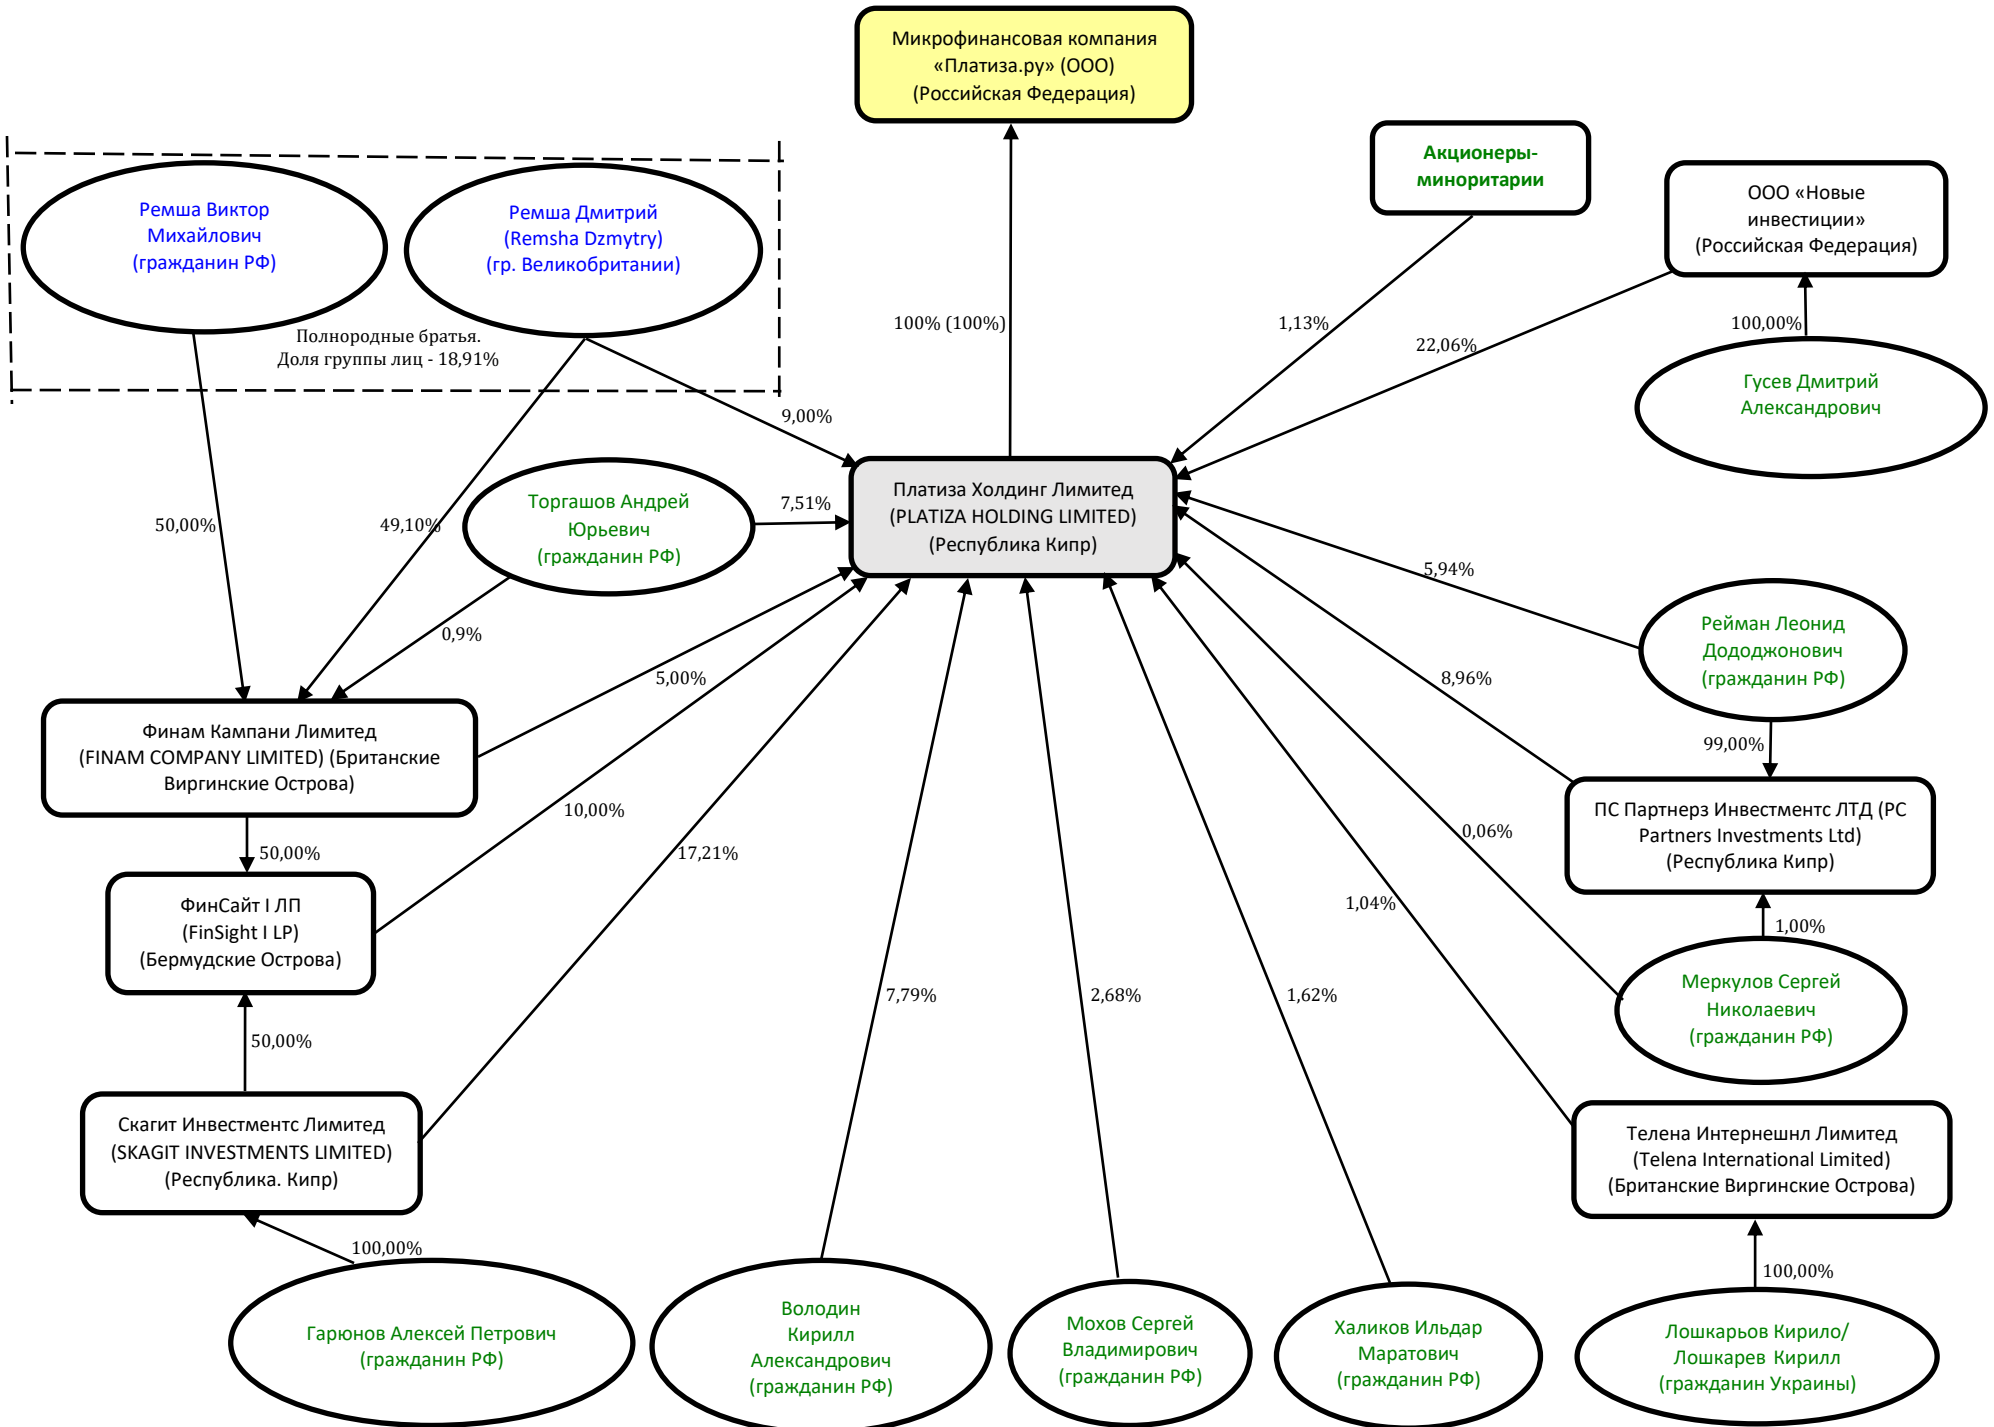 Микрофинансовая компания
«Платиза.ру» (ООО)
(Российская Федерация)
Акционеры-
миноритарии
ООО «Новые
инвестиции»
(Российская Федерация)
Ремша Виктор
Михайлович
(гражданин РФ)
Ремша Дмитрий
(Remsha Dzmytry)
(гр. Великобритании)
Полнородные братья.
Доля группы лиц - 18,91%
100% (100%)
1,13%
22,06%
100,00%
Гусев Дмитрий
Александрович
9,00%
Торгашов Андрей
Юрьевич
(гражданин РФ)
7,51%
50,00%
49,10%
0,9%
Платиза Холдинг Лимитед
(PLATIZA HOLDING LIMITED)
(Республика Кипр)
5,94%
Рейман Леонид
Дододжонович
(гражданин РФ)
8,96%
99,00%
5,00%
Финам Кампани Лимитед
(FINAM COMPANY LIMITED) (Британские
Виргинские Острова)
10,00%
50,00%
17,21%
ПС Партнерз Инвестментс ЛТД (PC
Partners Investments Ltd)
(Республика Кипр)
0,06%
ФинСайт I ЛП
(FinSight I LP)
(Бермудские Острова)
1,04%
1,00%
7,79%
2,68%
1,62%
Меркулов Сергей
Николаевич
(гражданин РФ)
50,00%
Скагит Инвестментс Лимитед
(SKAGIT INVESTMENTS LIMITED)
(Республика. Кипр)
Телена Интернешнл Лимитед
(Telena International Limited)
(Британские Виргинские Острова)
100,00%
100,00%
Гарюнов Алексей Петрович
(гражданин РФ)
Володин
Кирилл
Александрович
(гражданин РФ)
Мохов Сергей
Владимирович
(гражданин РФ)
Халиков Ильдар
Маратович
(гражданин РФ)
Лошкарьов Кирило/
Лошкарев Кирилл
(гражданин Украины)